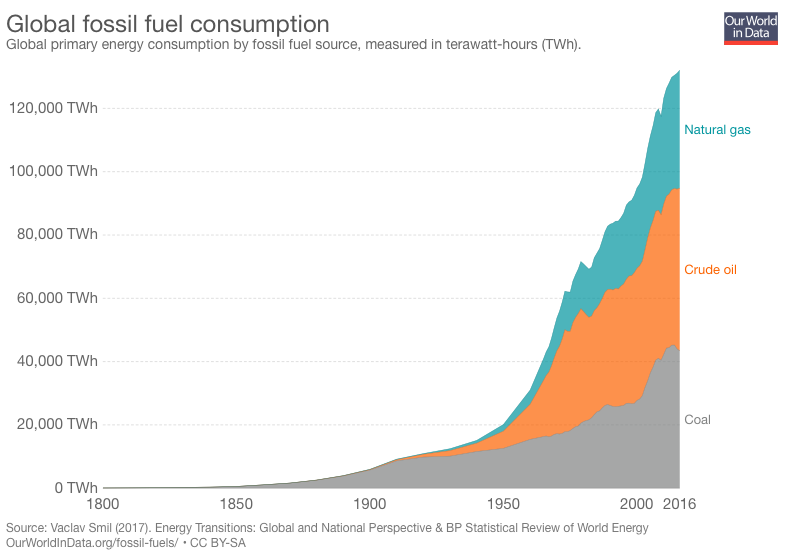 Global fossil fuel consumption
Global primary energy consumption by fossil fuel source, measured in terawatt-hours (TWh).
Our World
in Data
120,000 TWh
100,000 TWh
80,000 TWh
60,000 TWh
40,000 TWh
20,000 TWh
0 TWh
Natural gas
Crude oil
Coal
1800
1850
1900
1950
2000
2016
Source: Vaclav Smil (2017). Energy Transitions: Global and National Perspective & BP Statistical Review of World Energy
OurWorldInData.org/fossil-fuels/ • CC BY-SA